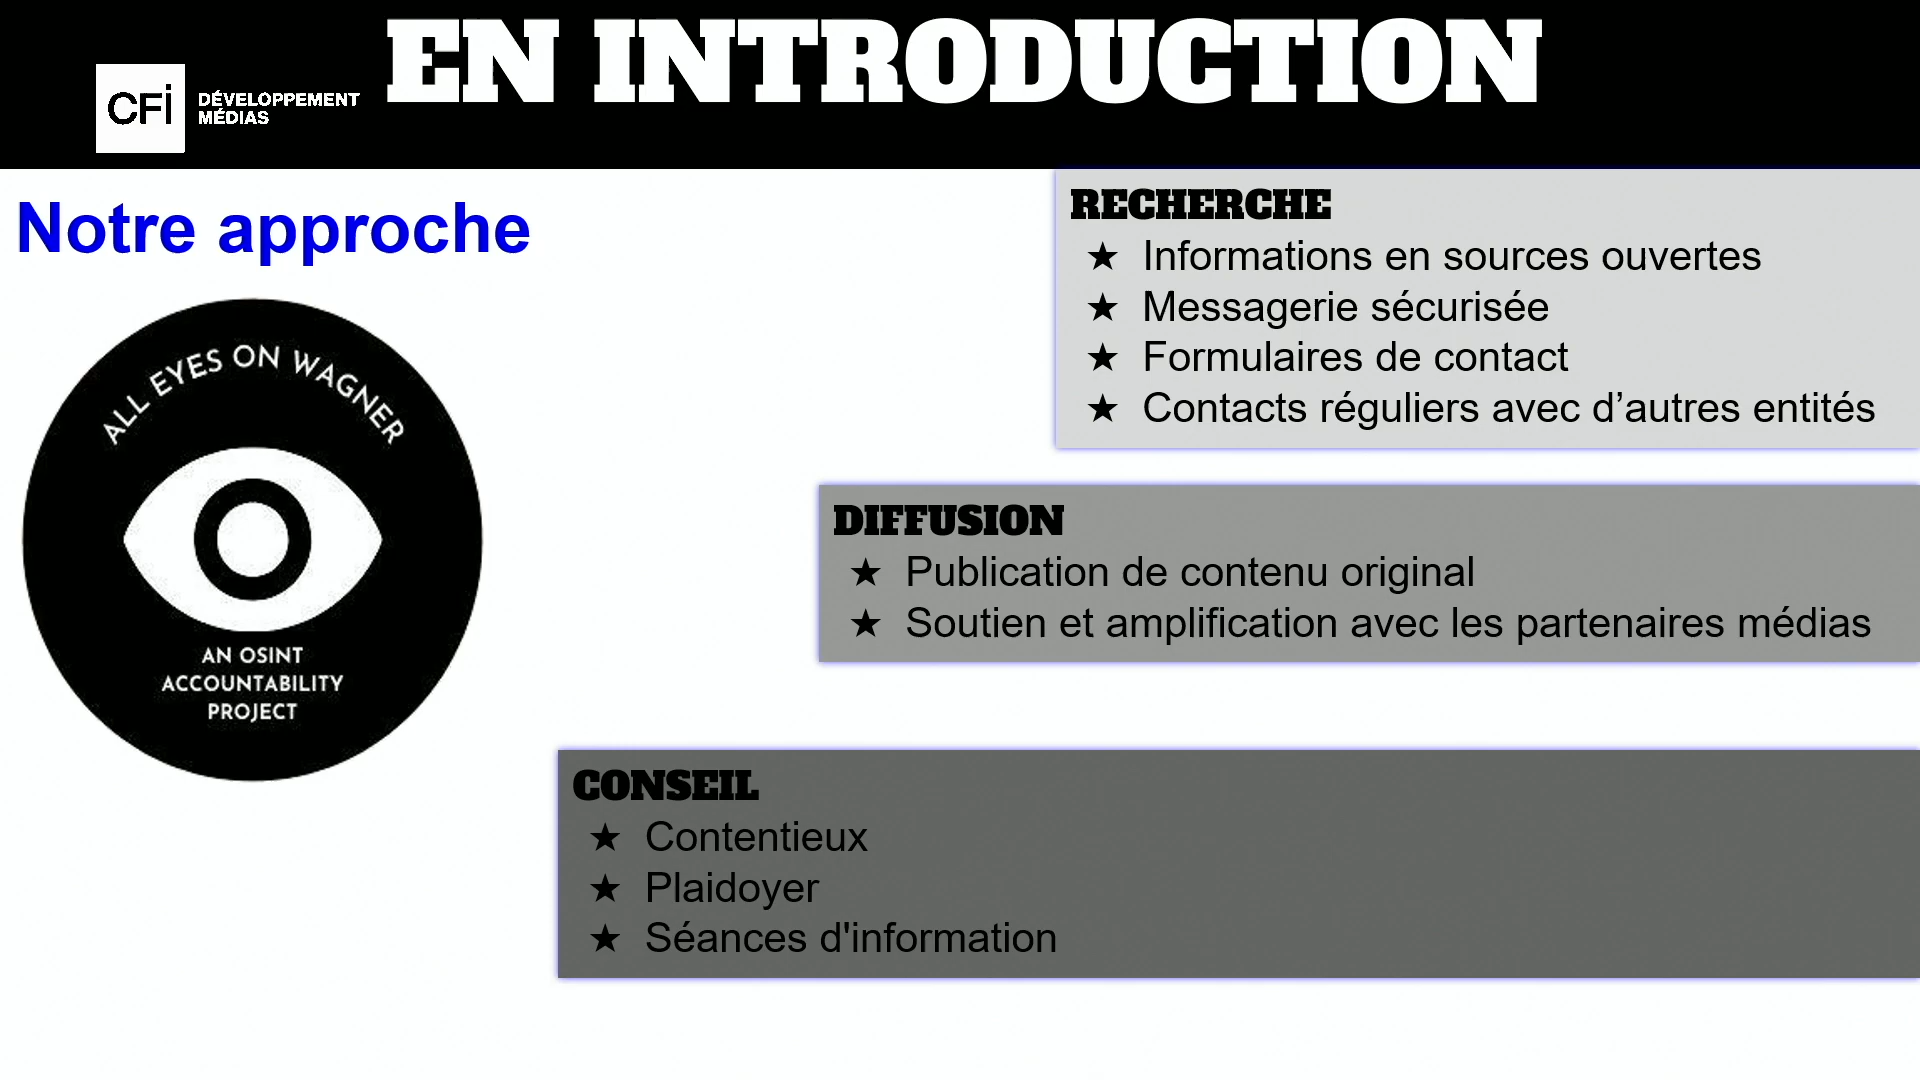 EN INTRODUCTION
CFi
DÉVELOPPEMENT
MÉDIAS
Notre approche
ALL EYES ON WAGNER
AN OSINT
ACCOUNTABILITY
PROJECT
RECHERCHE
★ Informations en sources ouvertes
★ Messagerie sécurisée
★ Formulaires de contact
★ Contacts réguliers avec d’autres entités
DIFFUSION
★ Publication de contenu original
★ Soutien et amplification avec les partenaires médias
CONSEIL
★ Contentieux
★ Plaidoyer
★ Séances d'information